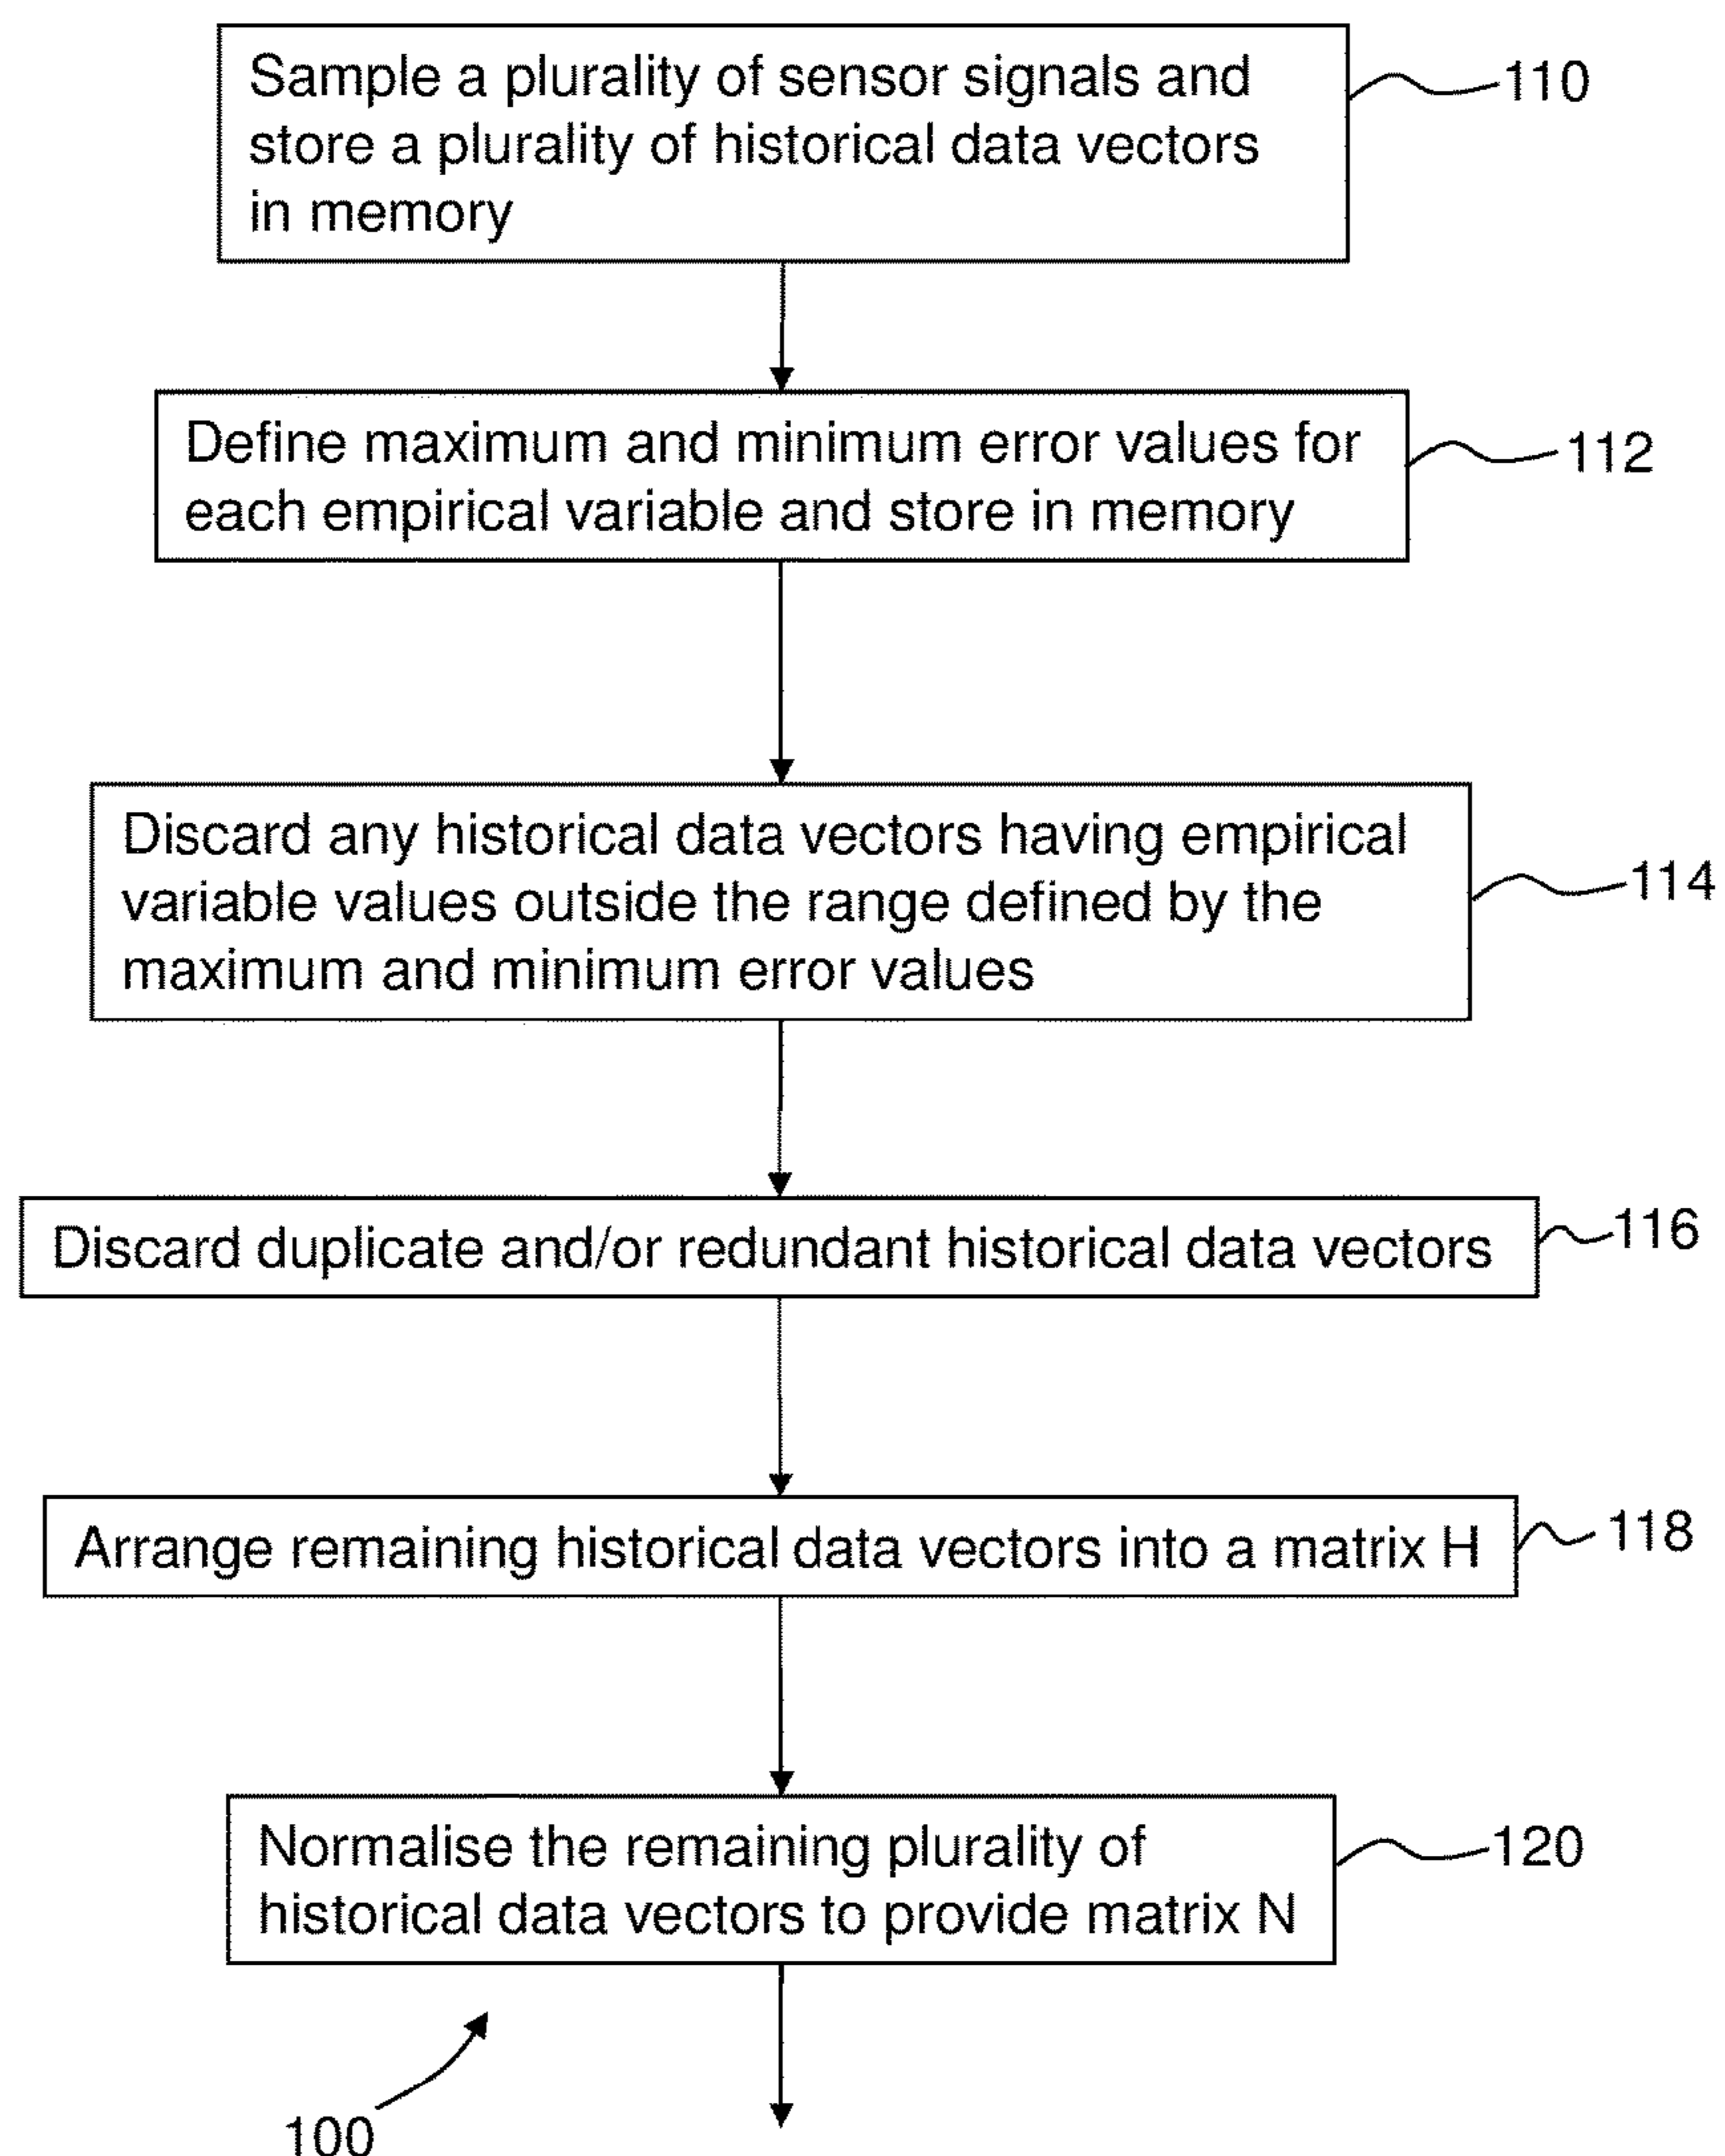 Sample a plurality of sensor signals and
store a plurality of historical data vectors
in memory
110
Define maximum and minimum error values for
each empirical variable and store in memory
112
Discard any historical data vectors having empirical
variable values outside the range defined by the
maximum and minimum error values
114
Discard duplicate and/or redundant historical data vectors
116
Arrange remaining historical data vectors into a matrix H
118
Normalise the remaining plurality of
historical data vectors to provide matrix N
120
100